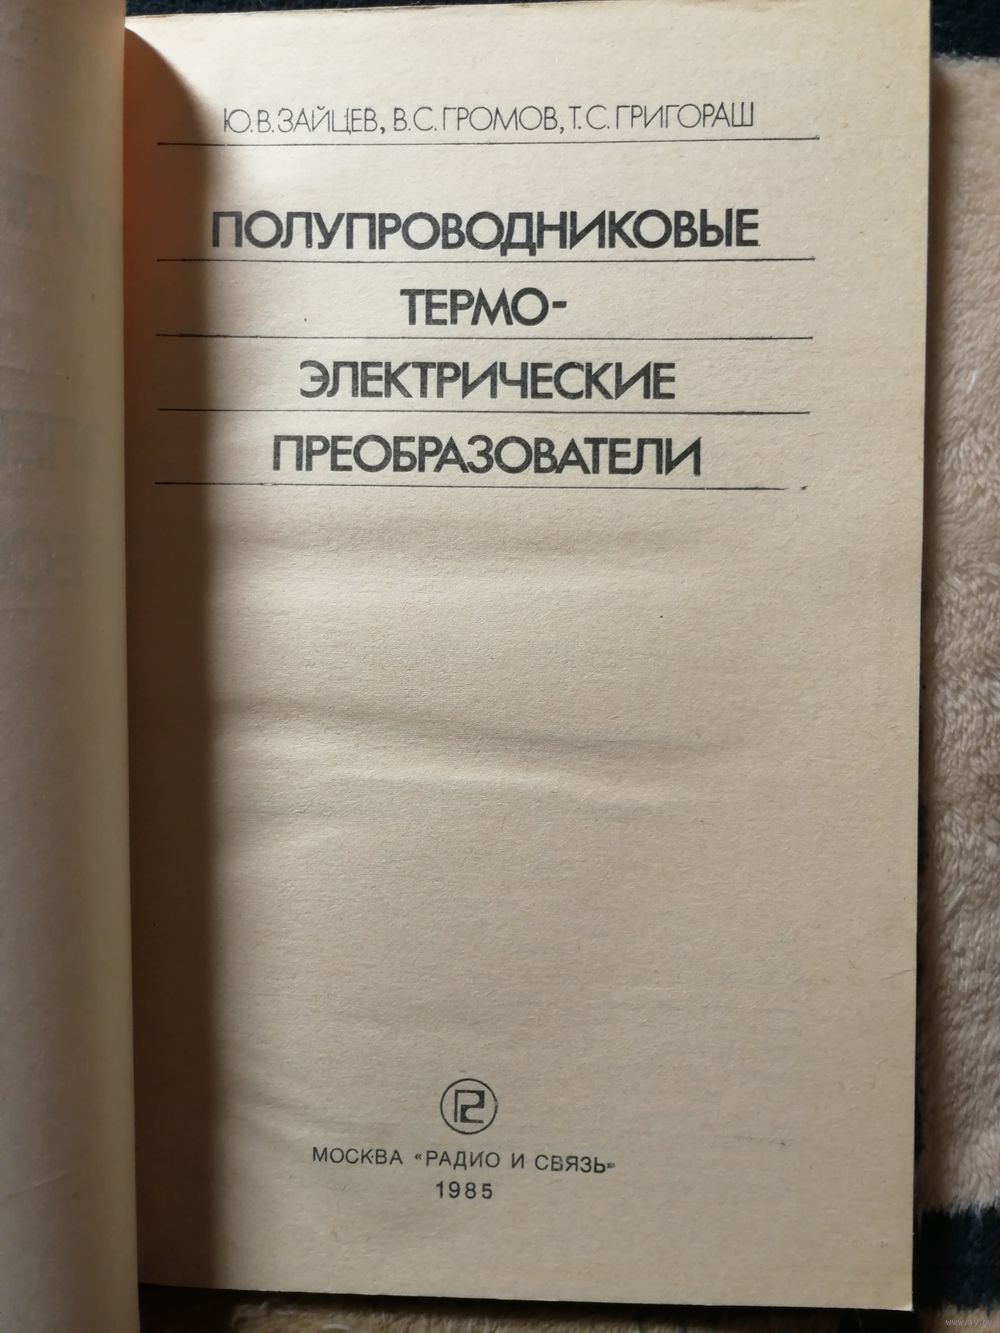 Ю.В.ЗАЙЦЕВ, В.С.ГРОМОВ, Т.С.ГРИГОРАШ
ПОЛУПРОВОДНИКОВЫЕ
ТЕРМО-
ЭЛЕКТРИЧЕСКИЕ
ПРЕОБРАЗОВАТЕЛИ
МОСКВА «РАДИО И СВЯЗЬ»
1985